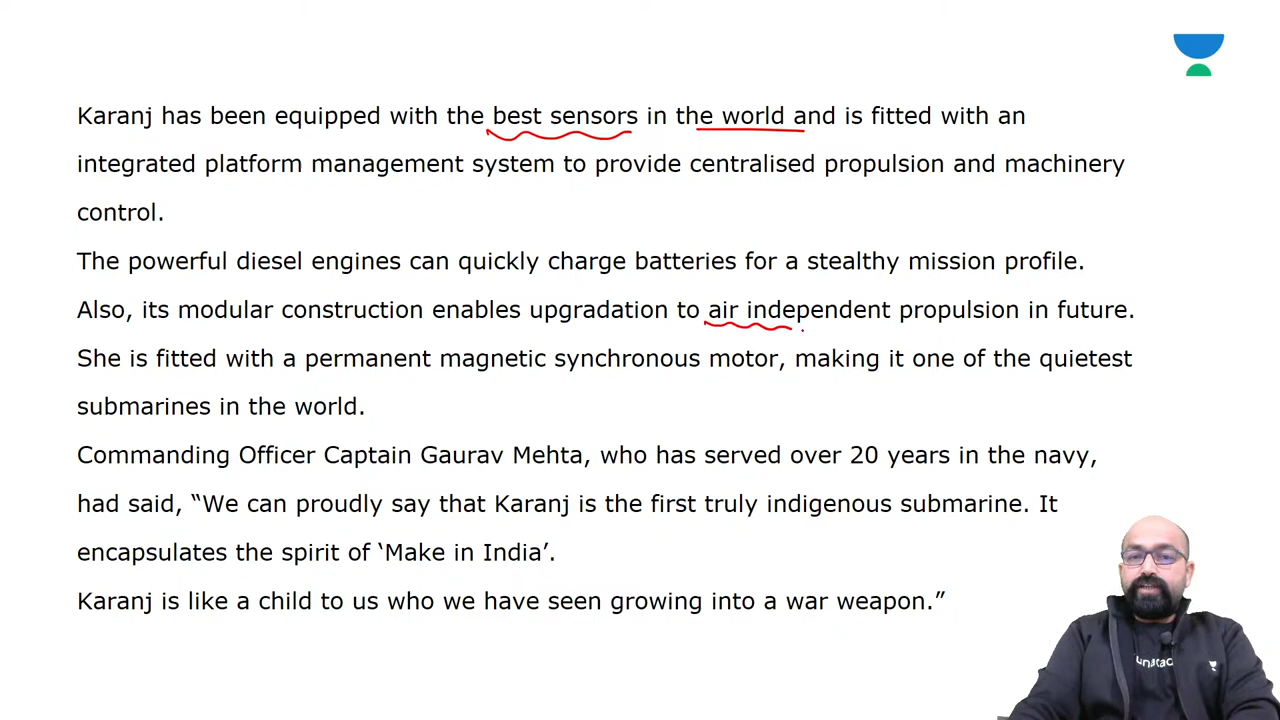 Karanj has been equipped with the best sensors in the world and is fitted with an
integrated platform management system to provide centralised propulsion and machinery
control.
The powerful diesel engines can quickly charge batteries for a stealthy mission profile.
Also, its modular construction enables upgradation to air independent propulsion in future.
She is fitted with a permanent magnetic synchronous motor, making it one of the quietest
submarines in the world.
Commanding Officer Captain Gaurav Mehta, who has served over 20 years in the navy,
had said, “We can proudly say that Karanj is the first truly indigenous submarine. It
encapsulates the spirit of ‘Make in India’.
Karanj is like a child to us who we have seen growing into a war weapon.”